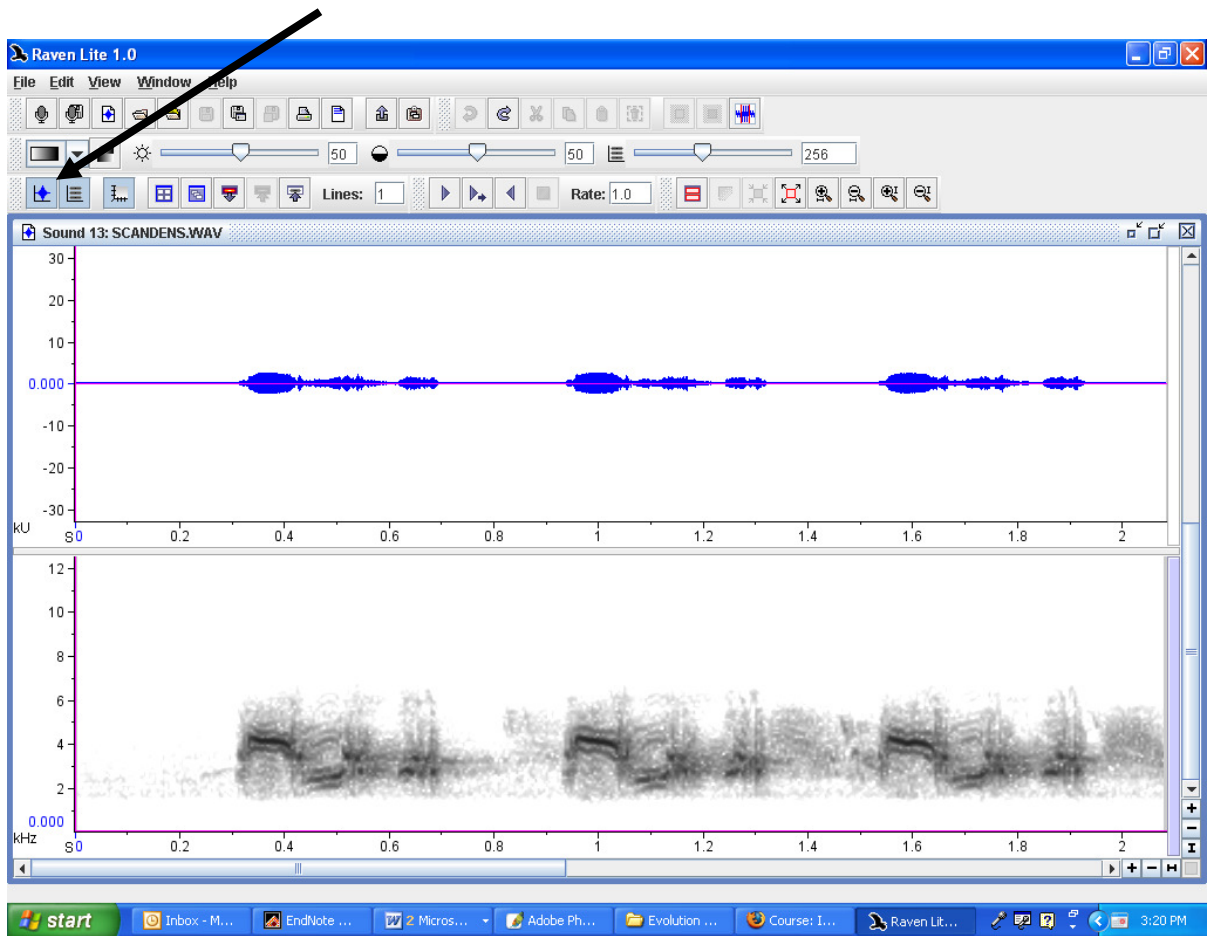 Raven Lite 1.0
File Edit View Window Help
50 50 256
Lines: 1 Rate: 1.0
Sound 13: SCANDENS.WAV
30
20
10
0.000
-10
-20
-30
kU
S 0 0.2 0.4 0.6 0.8 1 1.2 1.4 1.6 1.8 2
12
10
8
6
4
2
0.000
kHz
S 0 0.2 0.4 0.6 0.8 1 1.2 1.4 1.6 1.8 2
start Inbox - M... EndNote ... 2 Micros... Adobe Ph... Evolution ... Course: I... Raven Lit... 3:20 PM